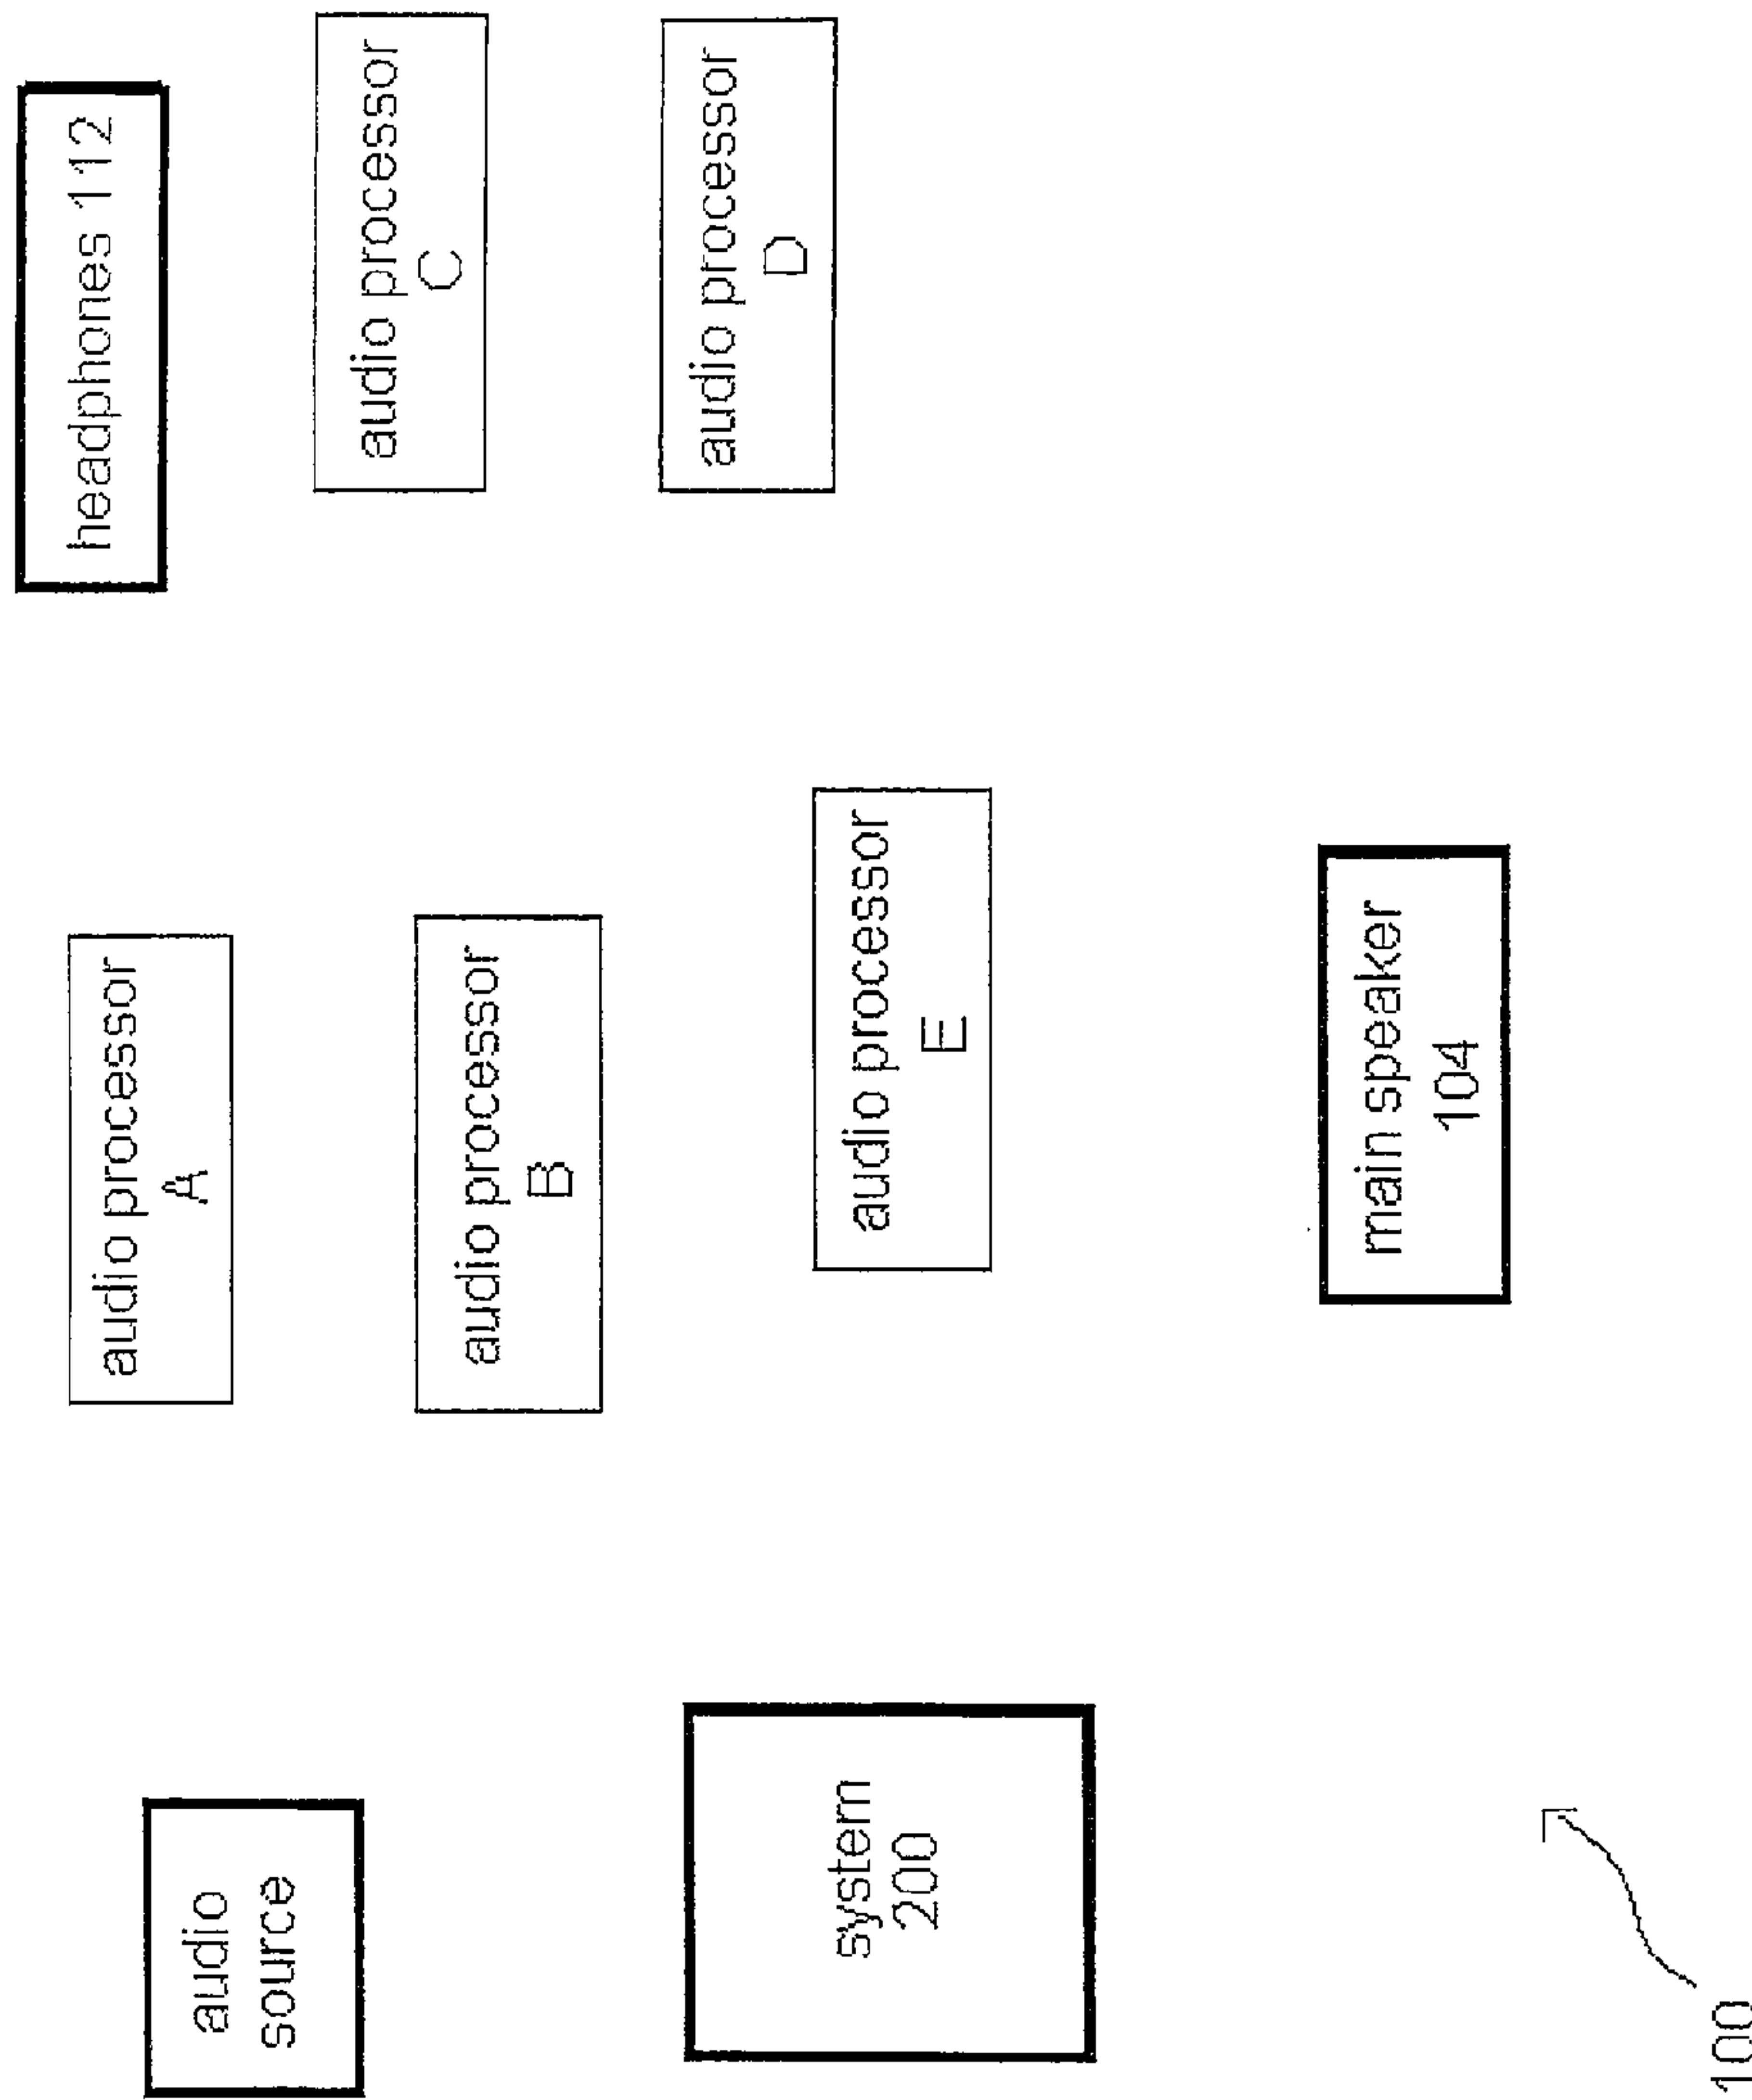 audio
source
audio processor
A
headphones 112
audio processor
B
audio processor
C
system
200
audio processor
E
audio processor
D
main speaker
104
100